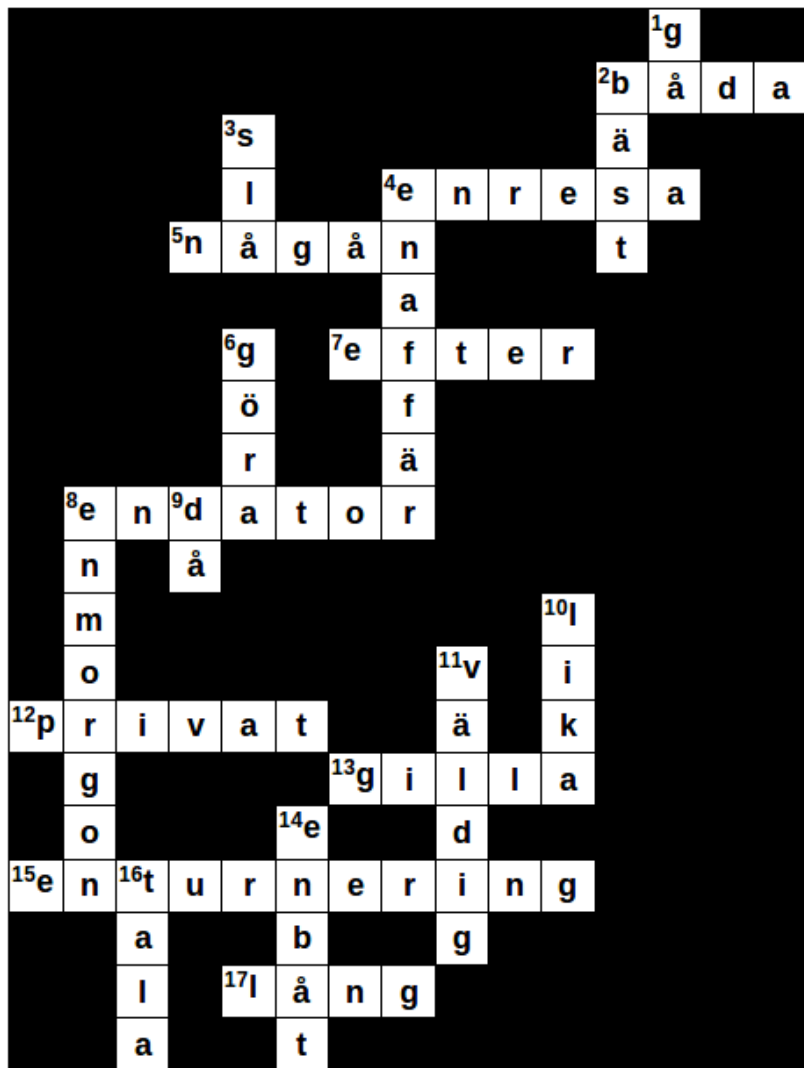 1g
2b å d a
3s ä
l 4e n r e s a
5n å g å n t
a
6g 7e f t e r
ö f
r ä
8e n 9d a t o r
n å
m 10l
o 11v i
12p r i v a t ä k
g 13g i l l a
o 14e d
15e n 16t u r n e r i n g
a b g
l 17l å n g
a t